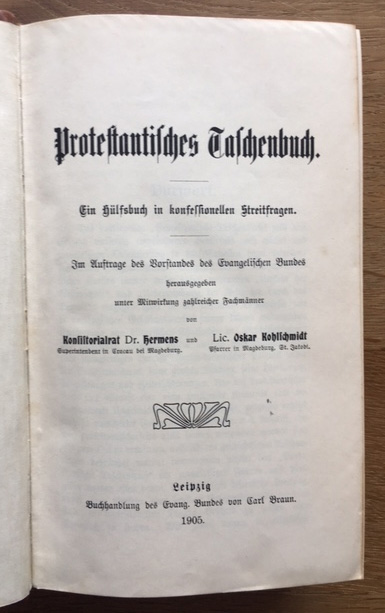 Protestantisches Taschenbuch.
Ein Hülfsbuch in konfessionellen Streitfragen.
Im Auftrage des Vorstandes des Evangelischen Bundes
herausgegeben
unter Mitwirkung zahlreicher Fachmänner
von
Konsistorialrat Dr. Hermens und Lic. Oskar Kohlschmidt
Superintendent in Cracau bei Magdeburg. Pfarrer in Magdeburg, St. Jakobi.
Leipzig
Buchhandlung des Evang. Bundes von Carl Braun.
1905.